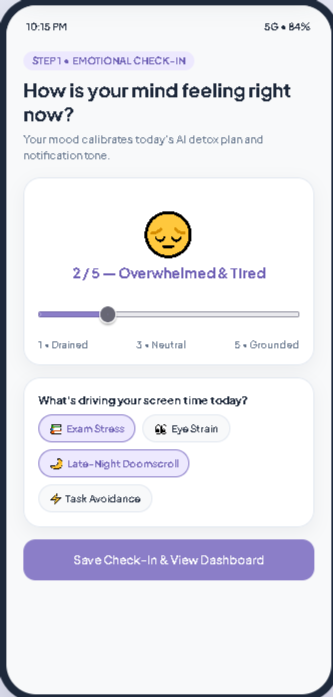 10:15 PM
5G • 84%
STEP 1 • EMOTIONAL CHECK-IN
How is your mind feeling right
now?
Your mood calibrates today's AI detox plan and
notification tone.
2 / 5 — Overwhelmed & Tired
1 • Drained
3 • Neutral
5 • Grounded
What's driving your screen time today?
Exam Stress
Eye Strain
Late-Night Doomscroll
Task Avoidance
Save Check-In & View Dashboard